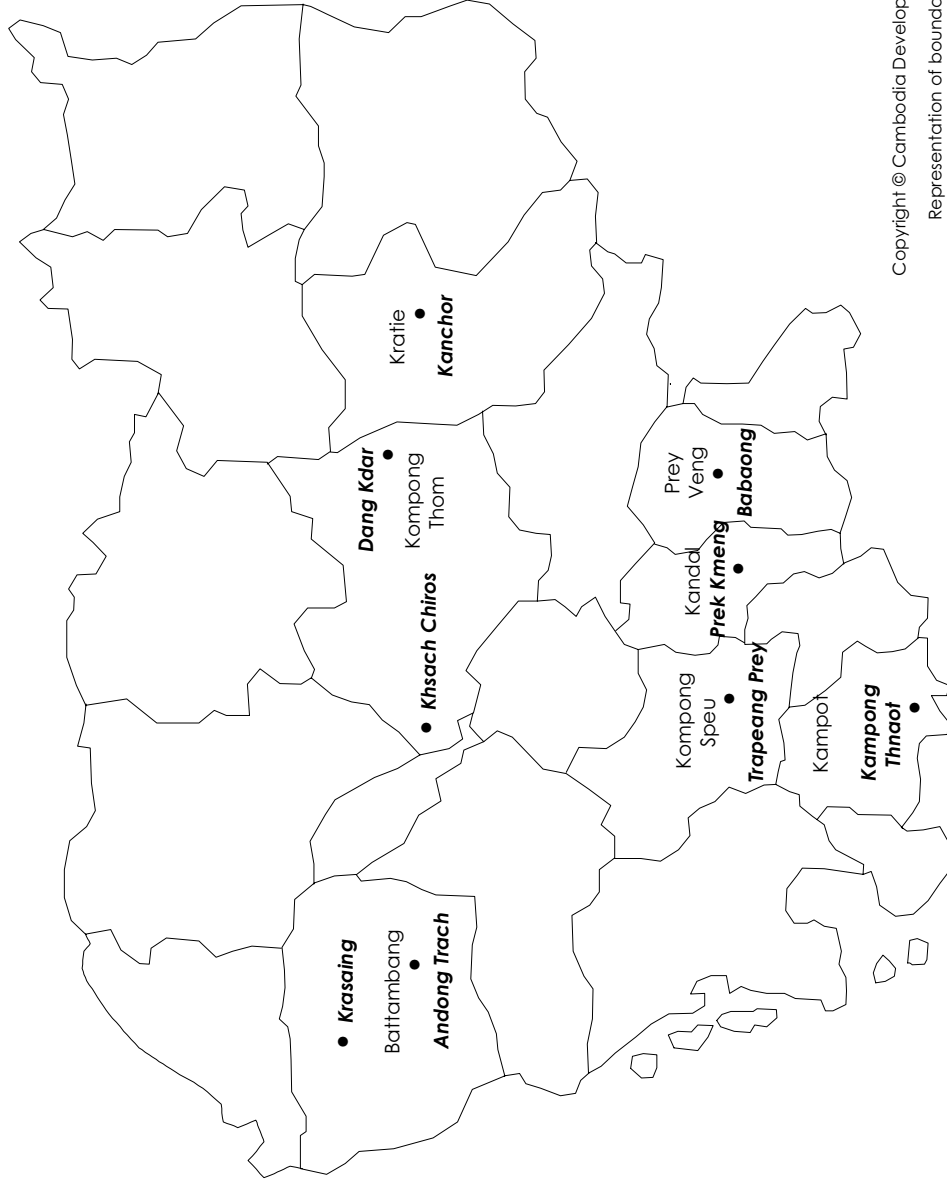 Krasaing
Battambang
Andong Trach
Dang Kdar
Kompong
Thom
Khsach Chiros
Kratie
Kanchor
Prey
Veng
Babaong
Kandal
Prek Kmeng
Kompong
Speu
Trapeang Prey
Kampot
Kampong
Thnaot
Copyright © Cambodia Develop
Representation of bounda